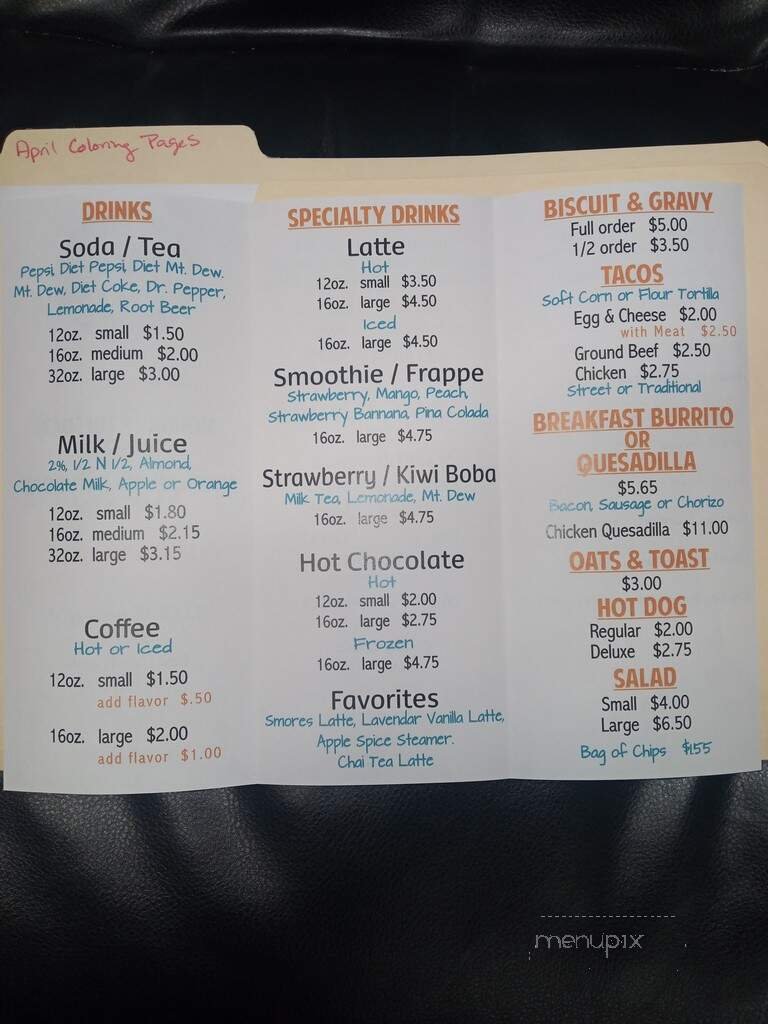 April Coloring Pages
DRINKS
Soda / Tea
Pepsi, Diet Pepsi, Diet Mt. Dew.
Mt. Dew, Diet Coke, Dr. Pepper,
Lemonade, Root Beer
12oz. small $1.50
16oz. medium $2.00
32oz. large $3.00
Milk / Juice
2%, 1/2 N 1/2, Almond,
Chocolate Milk, Apple or Orange
12oz. small $1.80
16oz. medium $2.15
32oz. large $3.15
Coffee
Hot or Iced
12oz. small $1.50
add flavor $.50
16oz. large $2.00
add flavor $1.00
SPECIALTY DRINKS
Latte
Hot
12oz. small $3.50
16oz. large $4.50
Iced
16oz. large $4.50
Smoothie / Frappe
Strawberry, Mango, Peach,
Strawberry Bannana, Pina Colada
16oz. large $4.75
Strawberry / Kiwi Boba
Milk Tea, Lemonade, Mt. Dew
16oz. large $4.75
Hot Chocolate
Hot
12oz. small $2.00
16oz. large $2.75
Frozen
16oz. large $4.75
Favorites
Smores Latte, Lavendar Vanilla Latte,
Apple Spice Steamer.
Chai Tea Latte
BISCUIT & GRAVY
Full order $5.00
1/2 order $3.50
TACOS
Soft Corn or Flour Tortilla
Egg & Cheese $2.00
with Meat $2.50
Ground Beef $2.50
Chicken $2.75
Street or Traditional
BREAKFAST BURRITO
OR
QUESADILLA
$5.65
Bacon, Sausage or Chorizo
Chicken Quesadilla $11.00
OATS & TOAST
$3.00
HOT DOG
Regular $2.00
Deluxe $2.75
SALAD
Small $4.00
Large $6.50
Bag of Chips $1.55
menupix